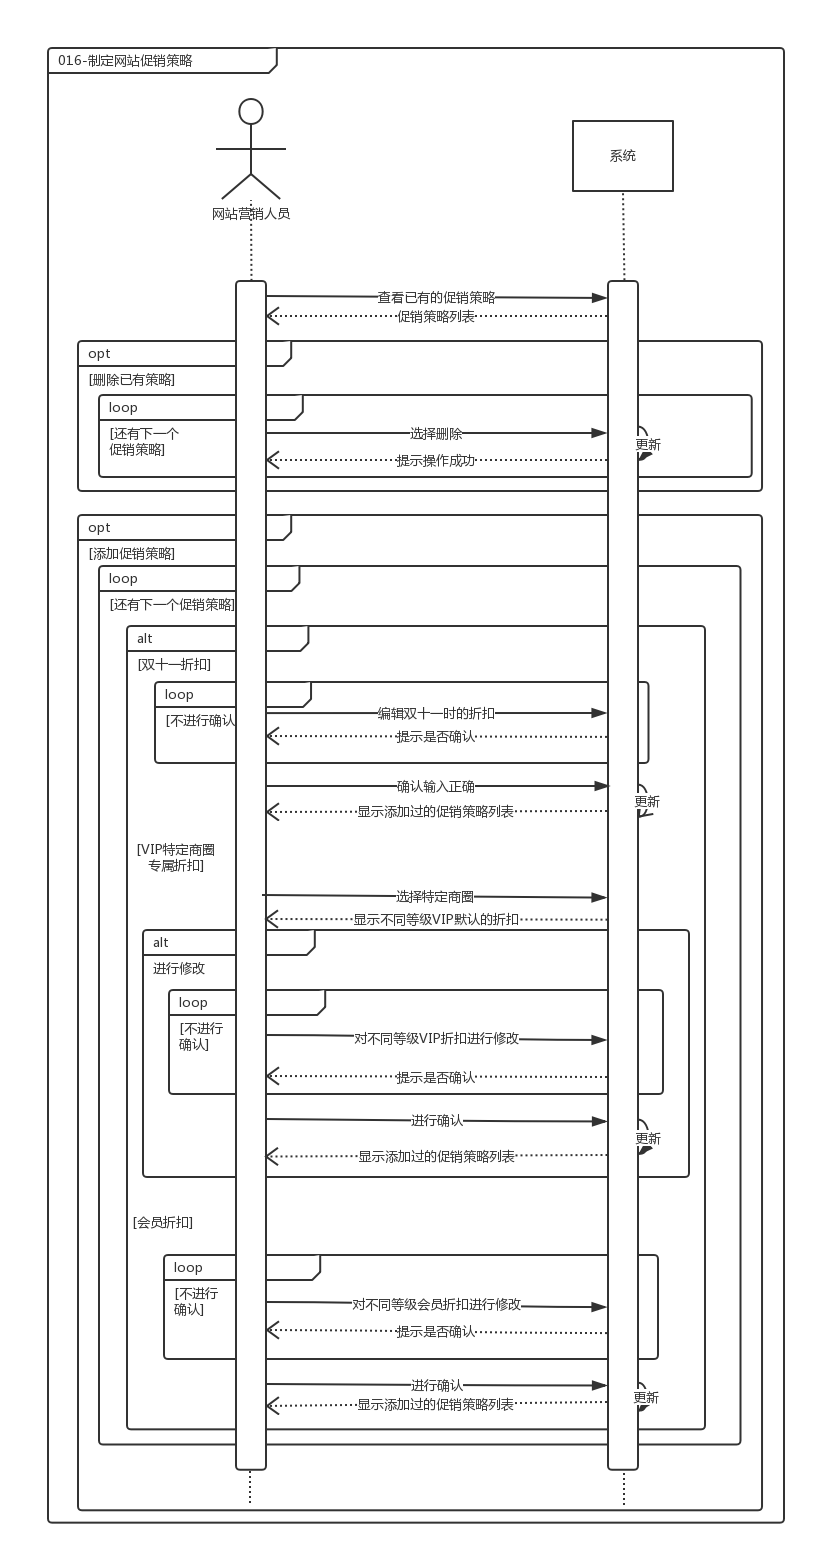 016-制定网站促销策略
系统
网站营销人员
查看已有的促销策略
促销策略列表
opt
[删除已有策略]
loop
[还有下一个
促销策略]
选择删除
更新
提示操作成功
opt
[添加促销策略]
loop
[还有下一个促销策略]
alt
[双十一折扣]
loop
[不进行确认
编辑双十一时的折扣
提示是否确认
确认输入正确
更新
显示添加过的促销策略列表
[VIP特定商圈
专属折扣]
选择特定商圈
显示不同等级VIP默认的折扣
alt
进行修改
loop
[不进行
确认]
对不同等级VIP折扣进行修改
提示是否确认
进行确认
更新
显示添加过的促销策略列表
[会员折扣]
loop
[不进行
确认]
对不同等级会员折扣进行修改
提示是否确认
进行确认
更新
显示添加过的促销策略列表